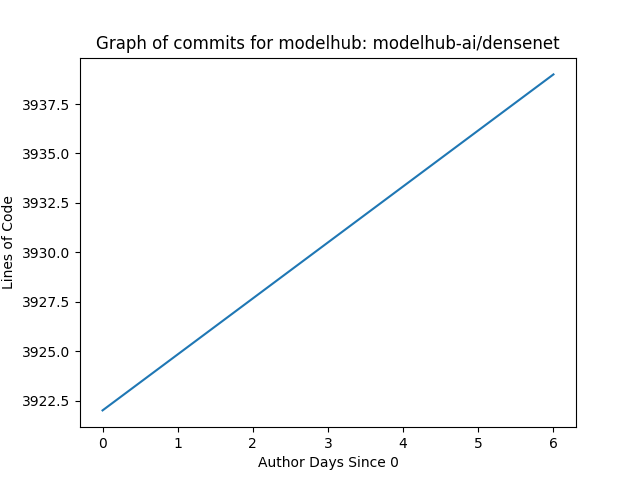 Graph of commits for modelhub: modelhub-ai/densenet
3937.5
3935.0
3932.5
3930.0
3927.5
3925.0
3922.5
Lines of Code
0 1 2 3 4 5 6
Author Days Since 0